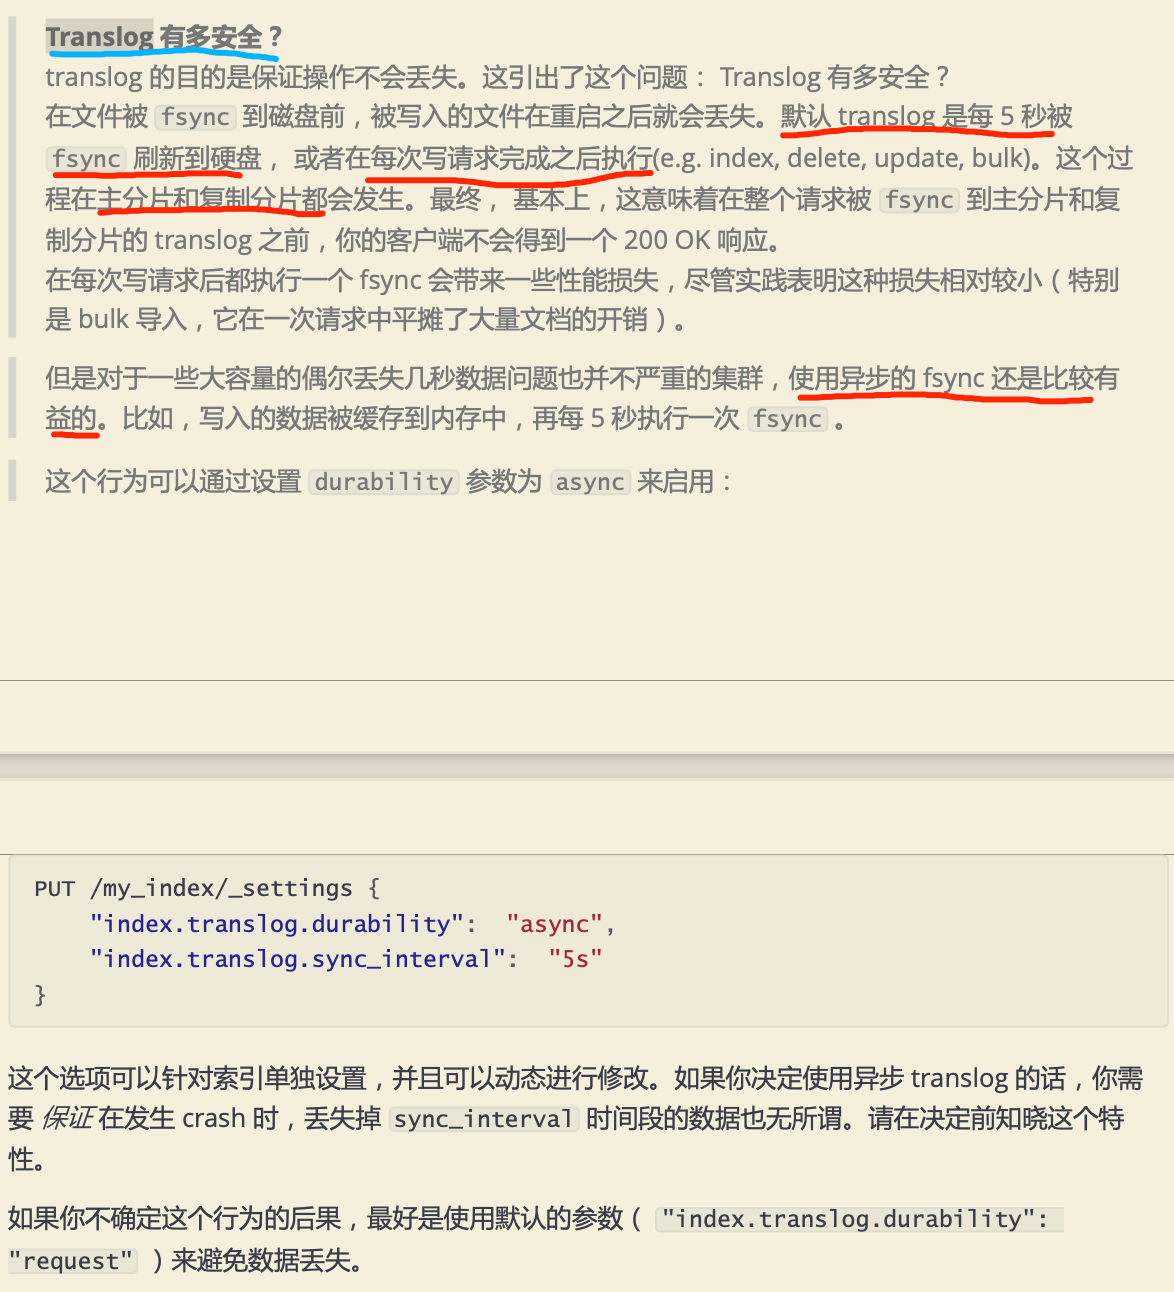 Translog 有多安全？
translog 的目的是保证操作不会丢失。这引出了这个问题： Translog 有多安全？
在文件被 fsync 到磁盘前，被写入的文件在重启之后就会丢失。默认 translog 是每 5 秒被
fsync 刷新到硬盘， 或者在每次写请求完成之后执行(e.g. index, delete, update, bulk)。这个过
程在主分片和复制分片都会发生。最终， 基本上，这意味着在整个请求被 fsync 到主分片和复
制分片的 translog 之前，你的客户端不会得到一个 200 OK 响应。
在每次写请求后都执行一个 fsync 会带来一些性能损失，尽管实践表明这种损失相对较小（特别
是 bulk 导入，它在一次请求中平摊了大量文档的开销）。
但是对于一些大容量的偶尔丢失几秒数据问题也并不严重的集群，使用异步的 fsync 还是比较有
益的。比如，写入的数据被缓存到内存中，再每 5 秒执行一次 fsync 。
这个行为可以通过设置 durability 参数为 async 来启用：
PUT /my_index/_settings {
    "index.translog.durability":  "async",
    "index.translog.sync_interval":  "5s"
}
这个选项可以针对索引单独设置，并且可以动态进行修改。如果你决定使用异步 translog 的话，你需
要 保证 在发生 crash 时，丢失掉 sync_interval 时间段的数据也无所谓。请在决定前知晓这个特
性。
如果你不确定这个行为的后果，最好是使用默认的参数（ "index.translog.durability":
"request" ）来避免数据丢失。